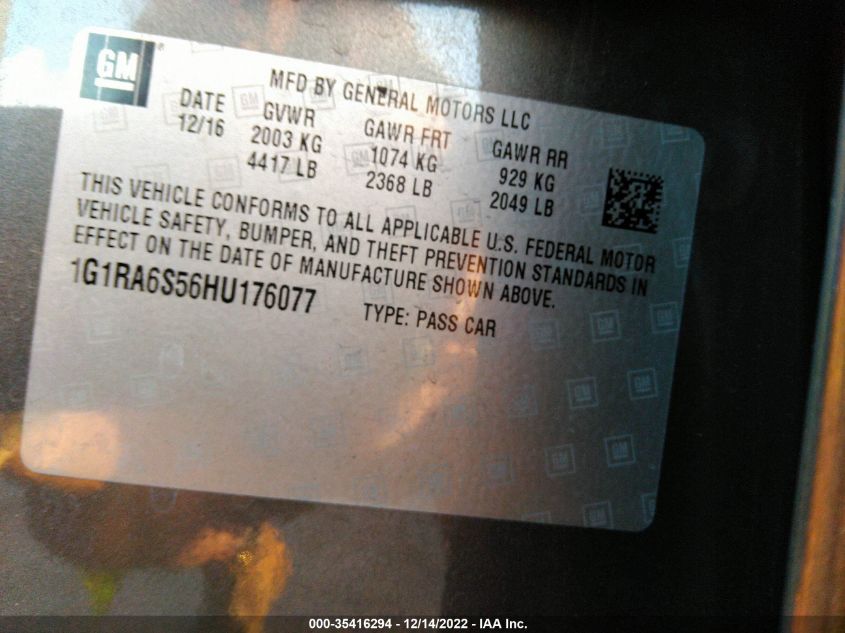 GM ®
MFD BY GENERAL MOTORS LLC
DATE GVWR GAWR FRT GAWR RR
12/16 2003 KG 1074 KG 929 KG
4417 LB 2368 LB 2049 LB
THIS VEHICLE CONFORMS TO ALL APPLICABLE U.S. FEDERAL MOTOR
VEHICLE SAFETY, BUMPER, AND THEFT PREVENTION STANDARDS IN
EFFECT ON THE DATE OF MANUFACTURE SHOWN ABOVE.
1G1RA6S56HU176077 TYPE: PASS CAR
000-35416294 - 12/14/2022 - IAA Inc.